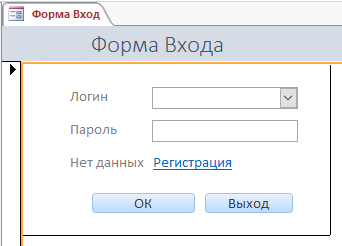 Форма Вход
Форма Входа
Логин
Пароль
Нет данных Регистрация
ОК Выход